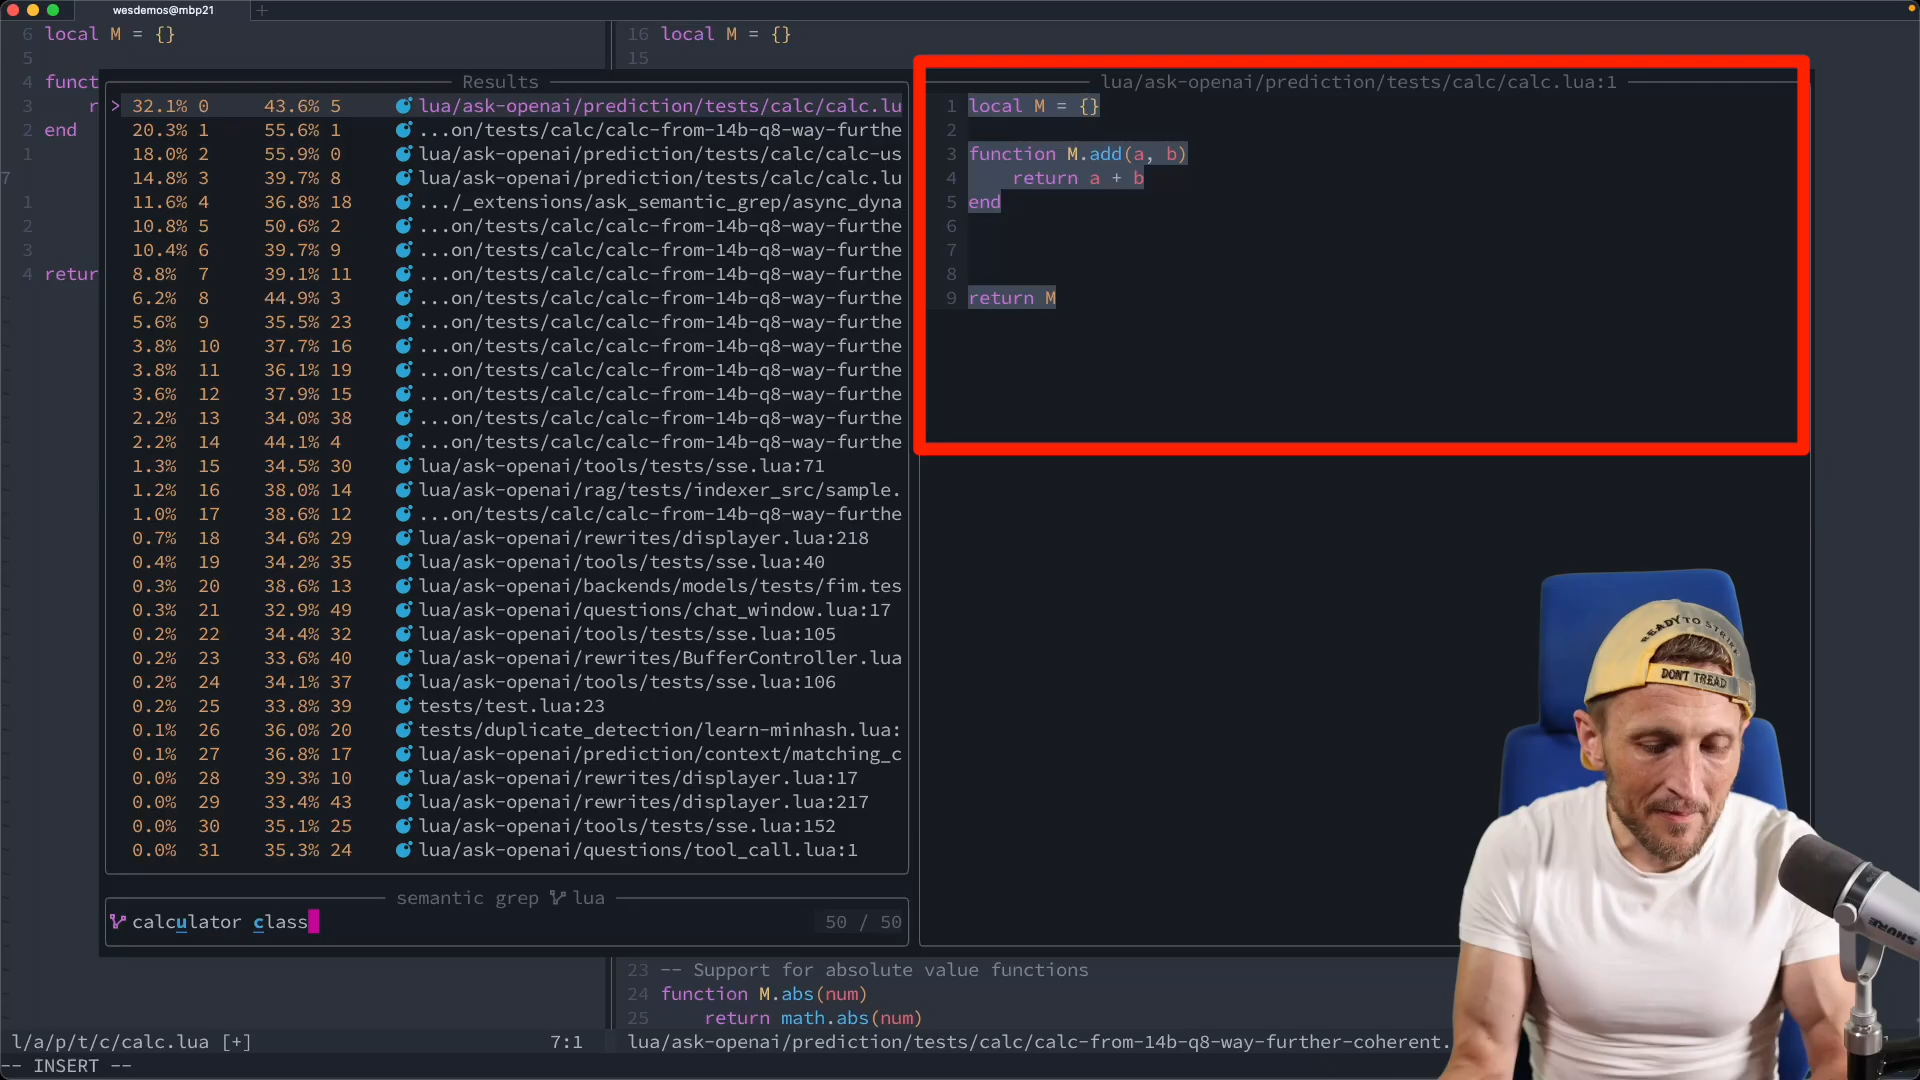 wesdemos@mbp21
6 local M = {}
5
4 funct
3 r
2 end
1
7
1
2
3
4 retur
16 local M = {}
15
Results
> 32.1% 0 43.6% 5 lua/ask-openai/prediction/tests/calc/calc.lu
20.3% 1 55.6% 1 ...on/tests/calc/calc-from-14b-q8-way-furthe
18.0% 2 55.9% 0 lua/ask-openai/prediction/tests/calc/calc-us
14.8% 3 39.7% 8 lua/ask-openai/prediction/tests/calc/calc.lu
11.6% 4 36.8% 18 .../_extensions/ask_semantic_grep/async_dyna
10.8% 5 50.6% 2 ...on/tests/calc/calc-from-14b-q8-way-furthe
10.4% 6 39.7% 9 ...on/tests/calc/calc-from-14b-q8-way-furthe
8.8% 7 39.1% 11 ...on/tests/calc/calc-from-14b-q8-way-furthe
6.2% 8 44.9% 3 ...on/tests/calc/calc-from-14b-q8-way-furthe
5.6% 9 35.5% 23 ...on/tests/calc/calc-from-14b-q8-way-furthe
3.8% 10 37.7% 16 ...on/tests/calc/calc-from-14b-q8-way-furthe
3.8% 11 36.1% 19 ...on/tests/calc/calc-from-14b-q8-way-furthe
3.6% 12 37.9% 15 ...on/tests/calc/calc-from-14b-q8-way-furthe
2.2% 13 34.0% 38 ...on/tests/calc/calc-from-14b-q8-way-furthe
2.2% 14 44.1% 4 ...on/tests/calc/calc-from-14b-q8-way-furthe
1.3% 15 34.5% 30 lua/ask-openai/tools/tests/sse.lua:71
1.2% 16 38.0% 14 lua/ask-openai/rag/tests/indexer_src/sample.
1.0% 17 38.6% 12 ...on/tests/calc/calc-from-14b-q8-way-furthe
0.7% 18 34.6% 29 lua/ask-openai/rewrites/displayer.lua:218
0.4% 19 34.2% 35 lua/ask-openai/tools/tests/sse.lua:40
0.3% 20 38.6% 13 lua/ask-openai/backends/models/tests/fim.tes
0.3% 21 32.9% 49 lua/ask-openai/questions/chat_window.lua:17
0.2% 22 34.4% 32 lua/ask-openai/tools/tests/sse.lua:105
0.2% 23 33.6% 40 lua/ask-openai/rewrites/BufferController.lua
0.2% 24 34.1% 37 lua/ask-openai/tools/tests/sse.lua:106
0.2% 25 33.8% 39 tests/test.lua:23
0.1% 26 36.0% 20 tests/duplicate_detection/learn-minhash.lua:
0.1% 27 36.8% 17 lua/ask-openai/prediction/context/matching_c
0.0% 28 39.3% 10 lua/ask-openai/rewrites/displayer.lua:17
0.0% 29 33.4% 43 lua/ask-openai/rewrites/displayer.lua:217
0.0% 30 35.1% 25 lua/ask-openai/tools/tests/sse.lua:152
0.0% 31 35.3% 24 lua/ask-openai/questions/tool_call.lua:1
semantic grep lua
calculator class 50 / 50
lua/ask-openai/prediction/tests/calc/calc.lua:1
1 local M = {}
2
3 function M.add(a, b)
4 return a + b
5 end
6
7
8
9 return M
23 -- Support for absolute value functions
24 function M.abs(num)
25 return math.abs(num)
l/a/p/t/c/calc.lua [+] 7:1
lua/ask-openai/prediction/tests/calc/calc-from-14b-q8-way-further-coherent.
-- INSERT --
READY TO STRIKE
DONT TREAD
SHURE